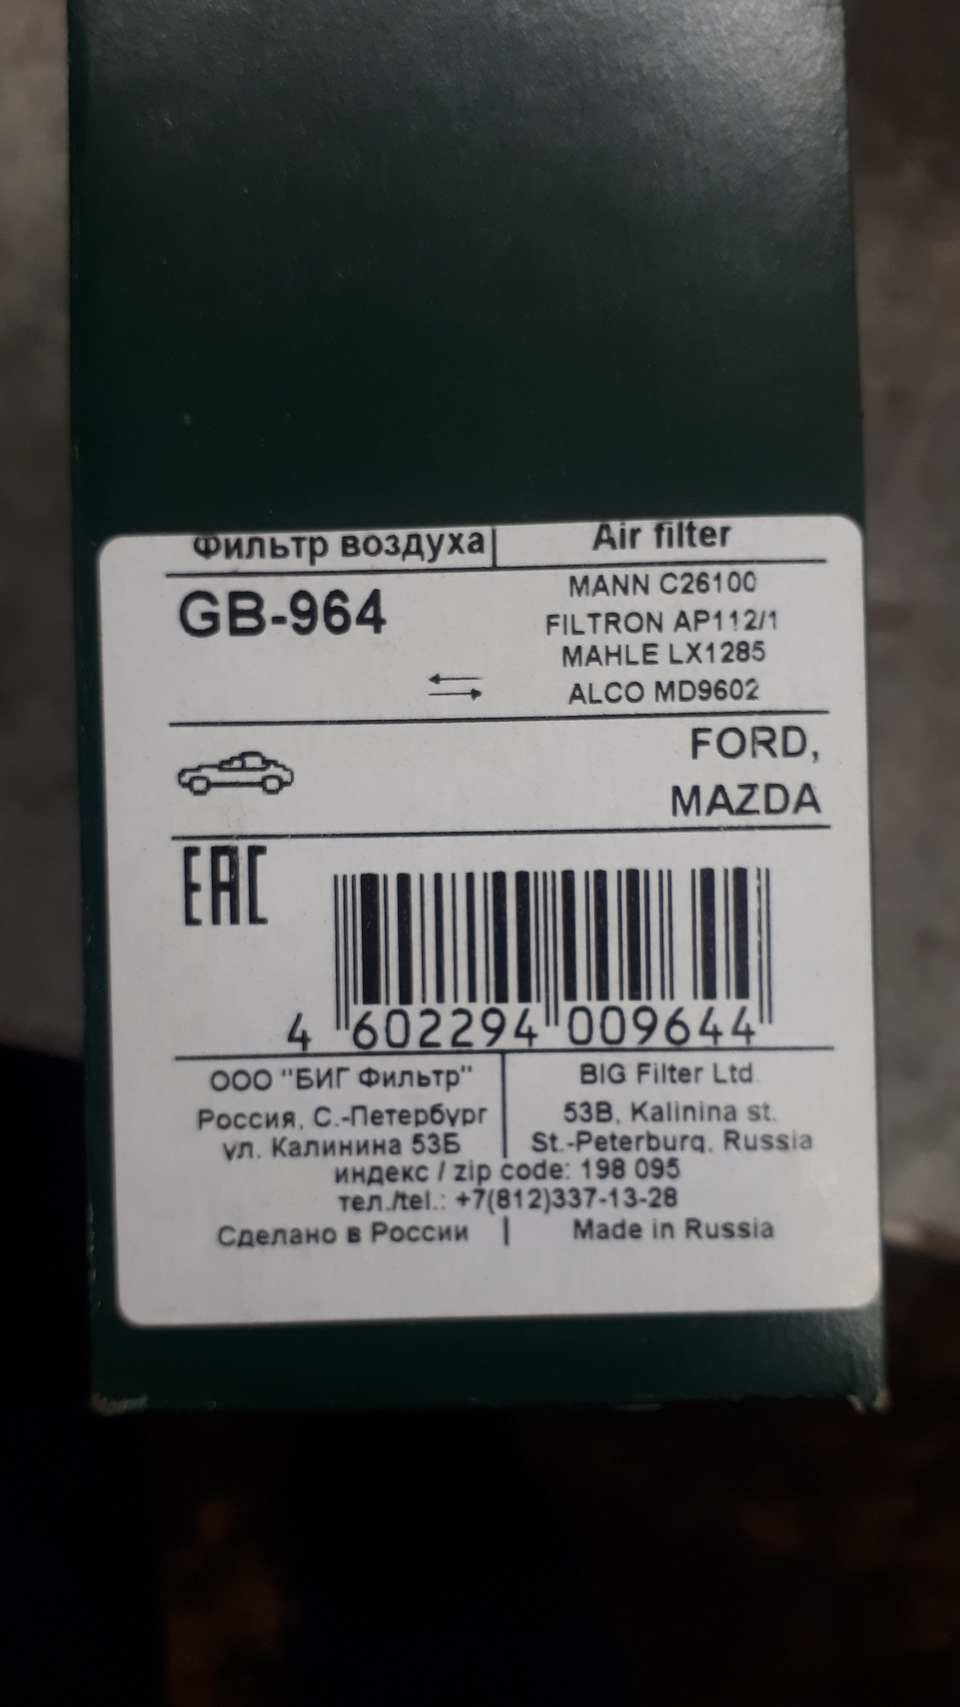 Фильтр воздуха
Air filter
GB-964
MANN C26100
FILTRON AP112/1
MAHLE LX1285
ALCO MD9602
FORD,
MAZDA
EAC
4 602294 009644
ООО "БИГ Фильтр"
Россия, С.-Петербург
ул. Калинина 53Б
BIG Filter Ltd.
53B, Kalinina st.
St.-Peterburg, Russia
индекс / zip code: 198 095
тел./tel.: +7(812)337-13-28
Сделано в России
Made in Russia